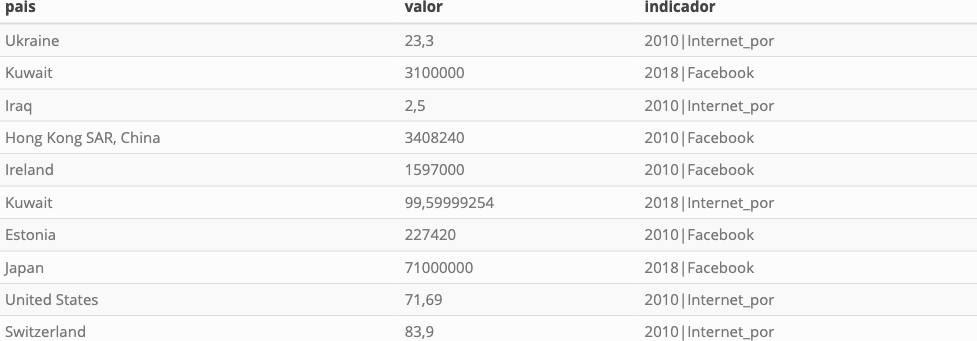 pais valor indicador
Ukraine 23,3 2010|Internet_por
Kuwait 3100000 2018|Facebook
Iraq 2,5 2010|Internet_por
Hong Kong SAR, China 3408240 2010|Facebook
Ireland 1597000 2010|Facebook
Kuwait 99,59999254 2018|Internet_por
Estonia 227420 2010|Facebook
Japan 71000000 2018|Facebook
United States 71,69 2010|Internet_por
Switzerland 83,9 2010|Internet_por